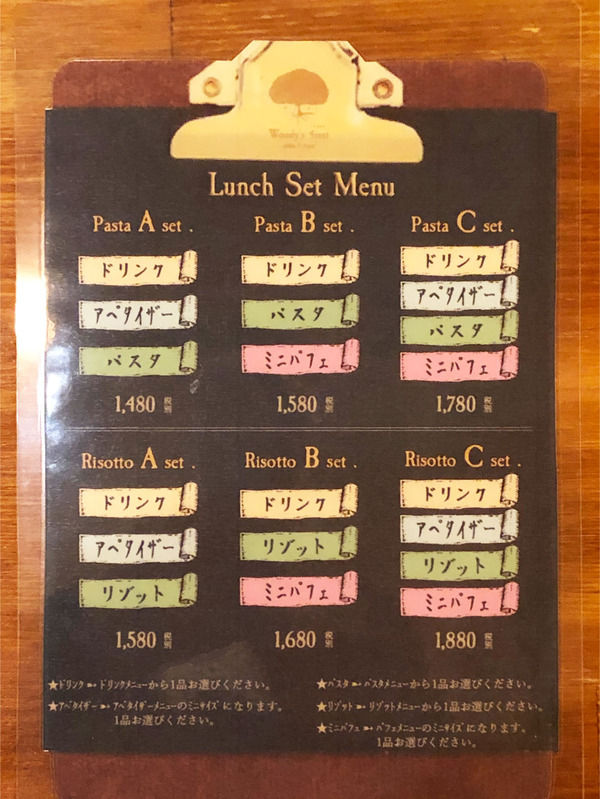 Woody's
Lunch Set Menu
Pasta A set . Pasta B set . Pasta C set .
ドリンク ドリンク ドリンク
アペタイザー パスタ アペタイザー
パスタ ミニパフェ パスタ
ミニパフェ
1,480 税別 1,580 税別 1,780 税別
Risotto A set . Risotto B set . Risotto C set .
ドリンク ドリンク ドリンク
アペタイザー リゾット アペタイザー
リゾット ミニパフェ リゾット
ミニパフェ
1,580 税別 1,680 税別 1,880 税別
★ドリンク ➡ ドリンクメニューから1品お選びください。
★アペタイザー ➡ アペタイザーメニューのミニサイズになります。
1品お選びください。
★パスタ ➡ パスタメニューから1品お選びください。
★リゾット ➡ リゾットメニューから1品お選びください。
★ミニパフェ ➡ パフェメニューのミニサイズになります。
1品お選びください。